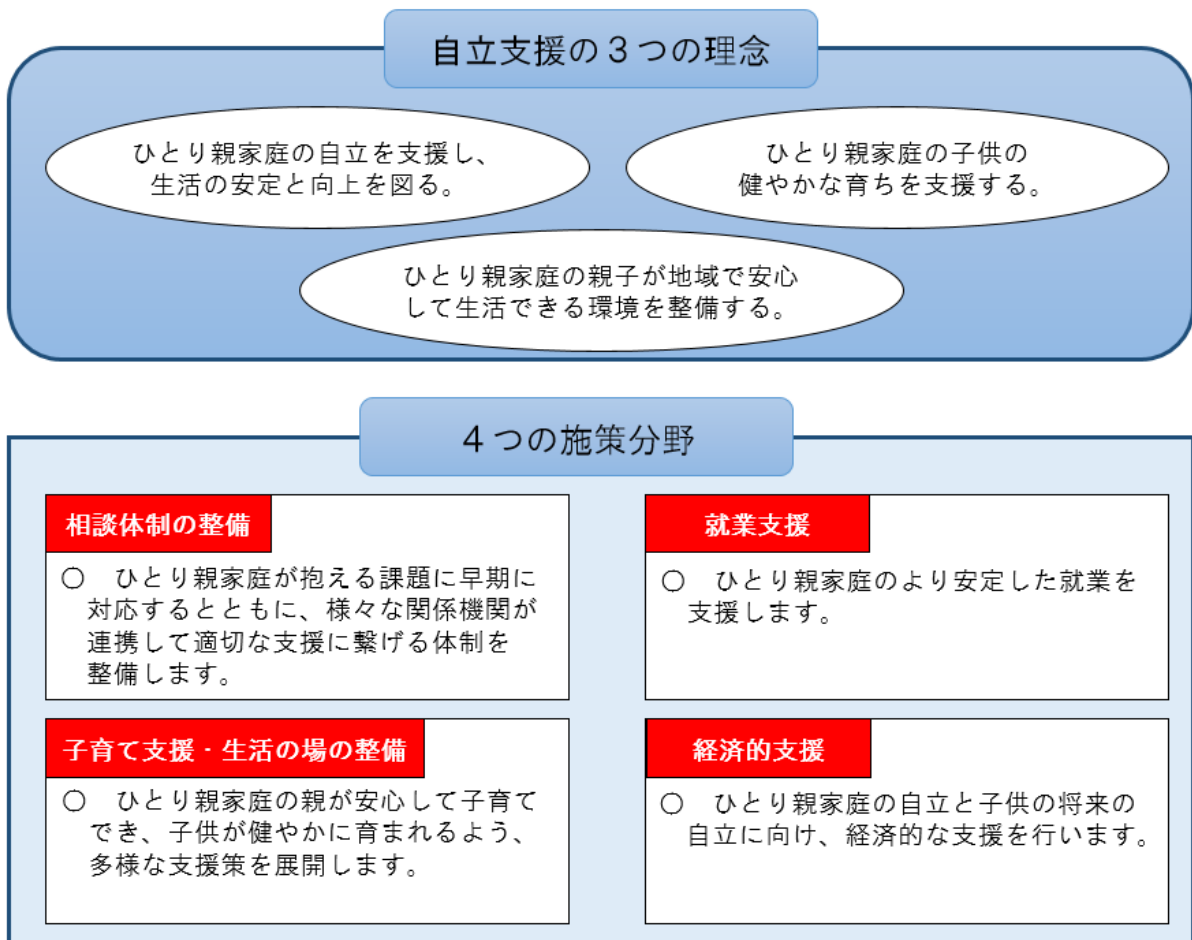 自立支援の３つの理念
ひとり親家庭の自立を支援し、
生活の安定と向上を図る。
ひとり親家庭の子供の
健やかな育ちを支援する。
ひとり親家庭の親子が地域で安心
して生活できる環境を整備する。
４つの施策分野
相談体制の整備
○　ひとり親家庭が抱える課題に早期に
対応するとともに、様々な関係機関が
連携して適切な支援に繋げる体制を
整備します。
就業支援
○　ひとり親家庭のより安定した就業を
支援します。
子育て支援・生活の場の整備
○　ひとり親家庭の親が安心して子育て
でき、子供が健やかに育まれるよう、
多様な支援策を展開します。
経済的支援
○　ひとり親家庭の自立と子供の将来の
自立に向け、経済的な支援を行います。